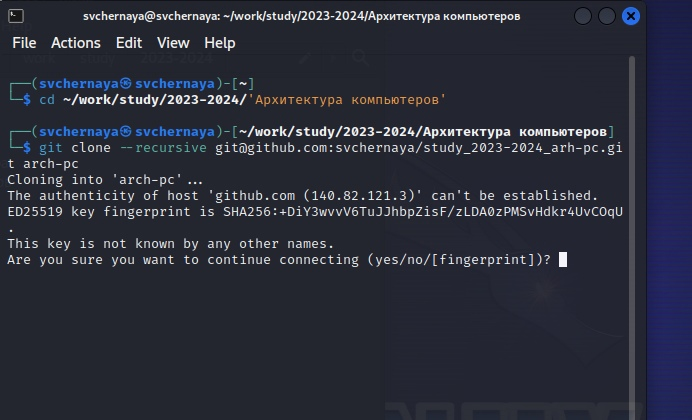 svchernaya@svchernaya: ~/work/study/2023-2024/Архитектура компьютеров
File Actions Edit View Help
┌──(svchernaya㉿svchernaya)-[~]
└─$ cd ~/work/study/2023-2024/'Архитектура компьютеров'
┌──(svchernaya㉿svchernaya)-[~/work/study/2023-2024/Архитектура компьютеров]
└─$ git clone --recursive git@github.com:svchernaya/study_2023-2024_arh-pc.gi
t arch-pc
Cloning into 'arch-pc'...
The authenticity of host 'github.com (140.82.121.3)' can't be established.
ED25519 key fingerprint is SHA256:+DiY3wvvV6TuJJhbpZisF/zLDA0zPMSvHdkr4UvCOqU
.
This key is not known by any other names.
Are you sure you want to continue connecting (yes/no/[fingerprint])?